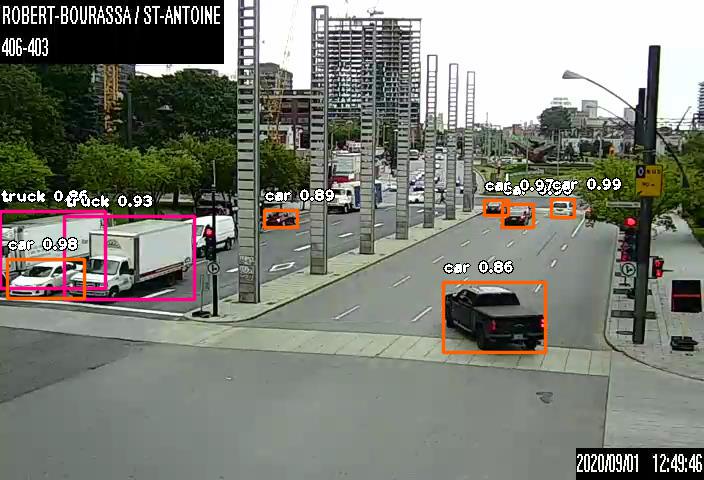 ROBERT-BOURASSA / ST-ANTOINE
406-403
car 0.89
car 0.97
car 0.99
truck 0.86
truck 0.93
car 0.98
car 0.86
2020/09/01 12:49:46